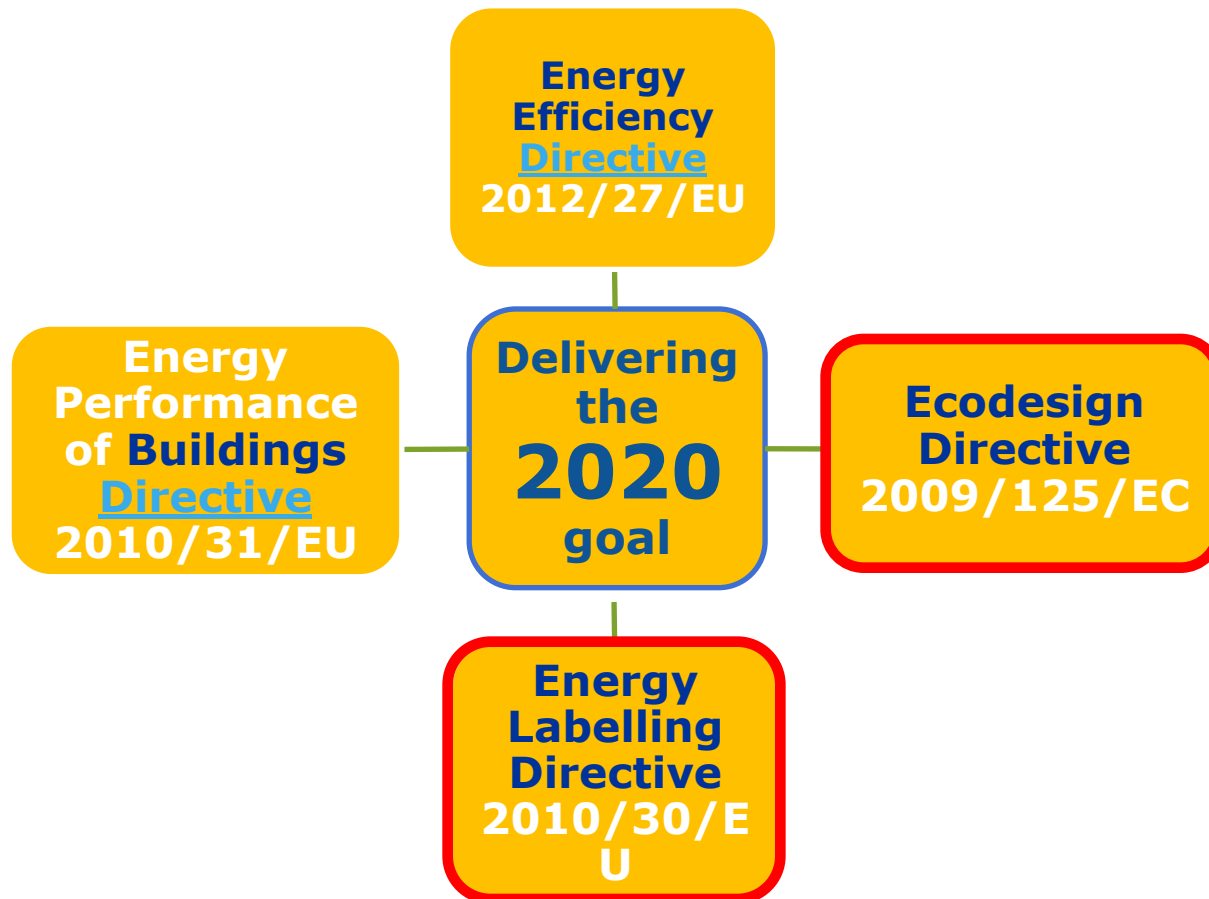 Energy
Efficiency
Directive
2012/27/EU
Energy
Performance
of Buildings
Directive
2010/31/EU
Delivering
the
2020
goal
Ecodesign
Directive
2009/125/EC
Energy
Labelling
Directive
2010/30/E
U